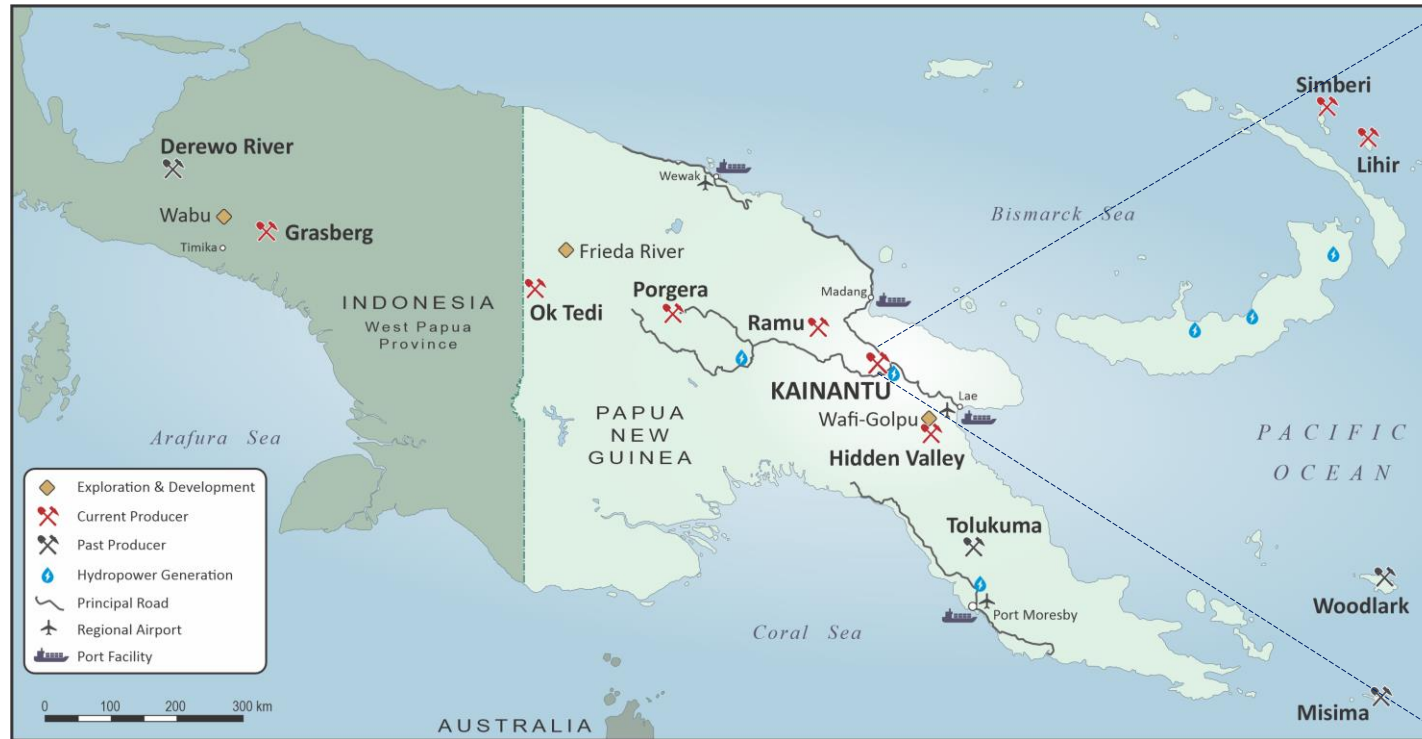 Simberi
Lihir
Derewo River
Wewak
Bismarck Sea
Wabu
Grasberg
Timika
Frieda River
INDONESIA
West Papua
Province
Ok Tedi
Porgera
Madang
Ramu
KAINANTU
Lae
Wafi-Golpu
Hidden Valley
PAPUA
NEW
GUINEA
Arafura Sea
PACIFIC
OCEAN
Exploration & Development
Current Producer
Past Producer
Hydropower Generation
Principal Road
Regional Airport
Port Facility
Tolukuma
Port Moresby
Coral Sea
Woodlark
Misima
0 100 200 300 km
AUSTRALIA